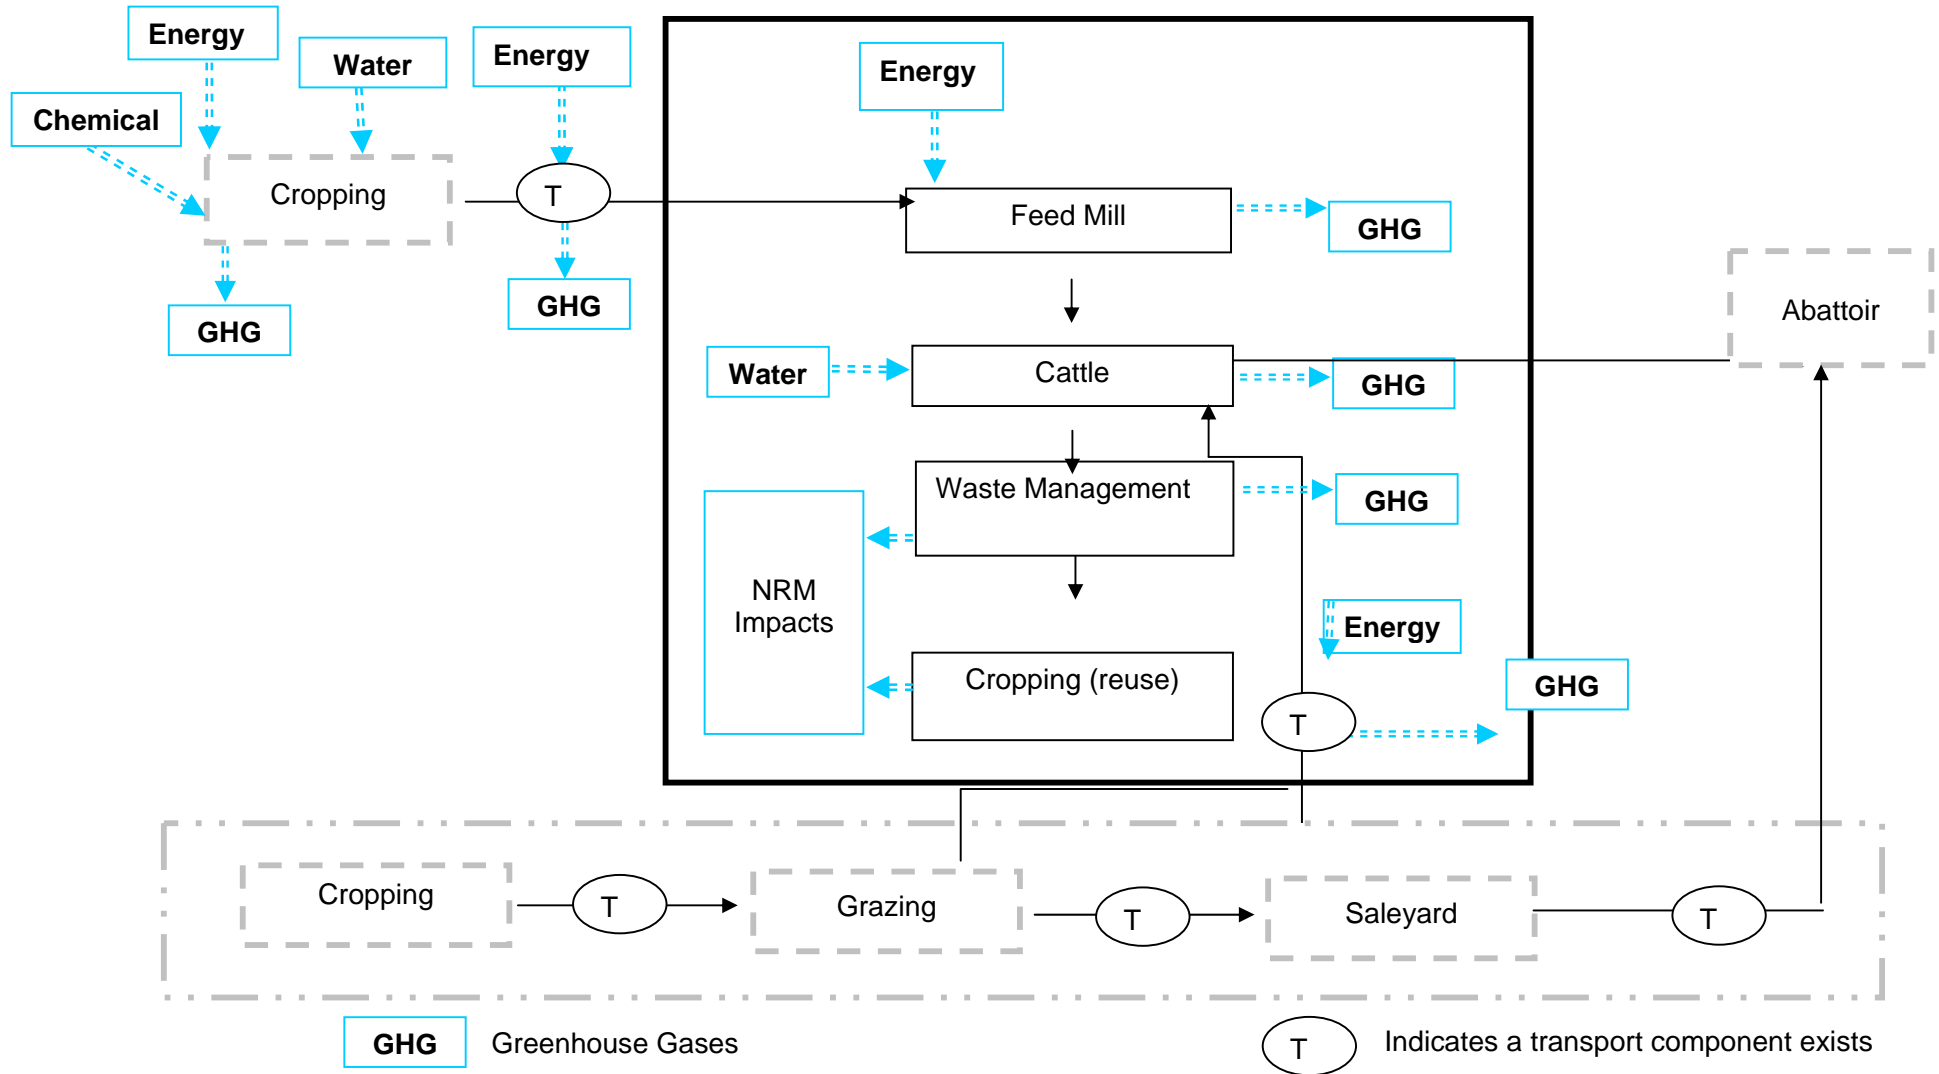 Energy
Water
Energy
Energy
Chemical
Cropping
T
Feed Mill
GHG
GHG
GHG
Abattoir
Water
Cattle
GHG
Waste Management
GHG
NRM
Impacts
Energy
Cropping (reuse)
GHG
T
Cropping
T
Grazing
T
Saleyard
T
GHG
Greenhouse Gases
T
Indicates a transport component exists